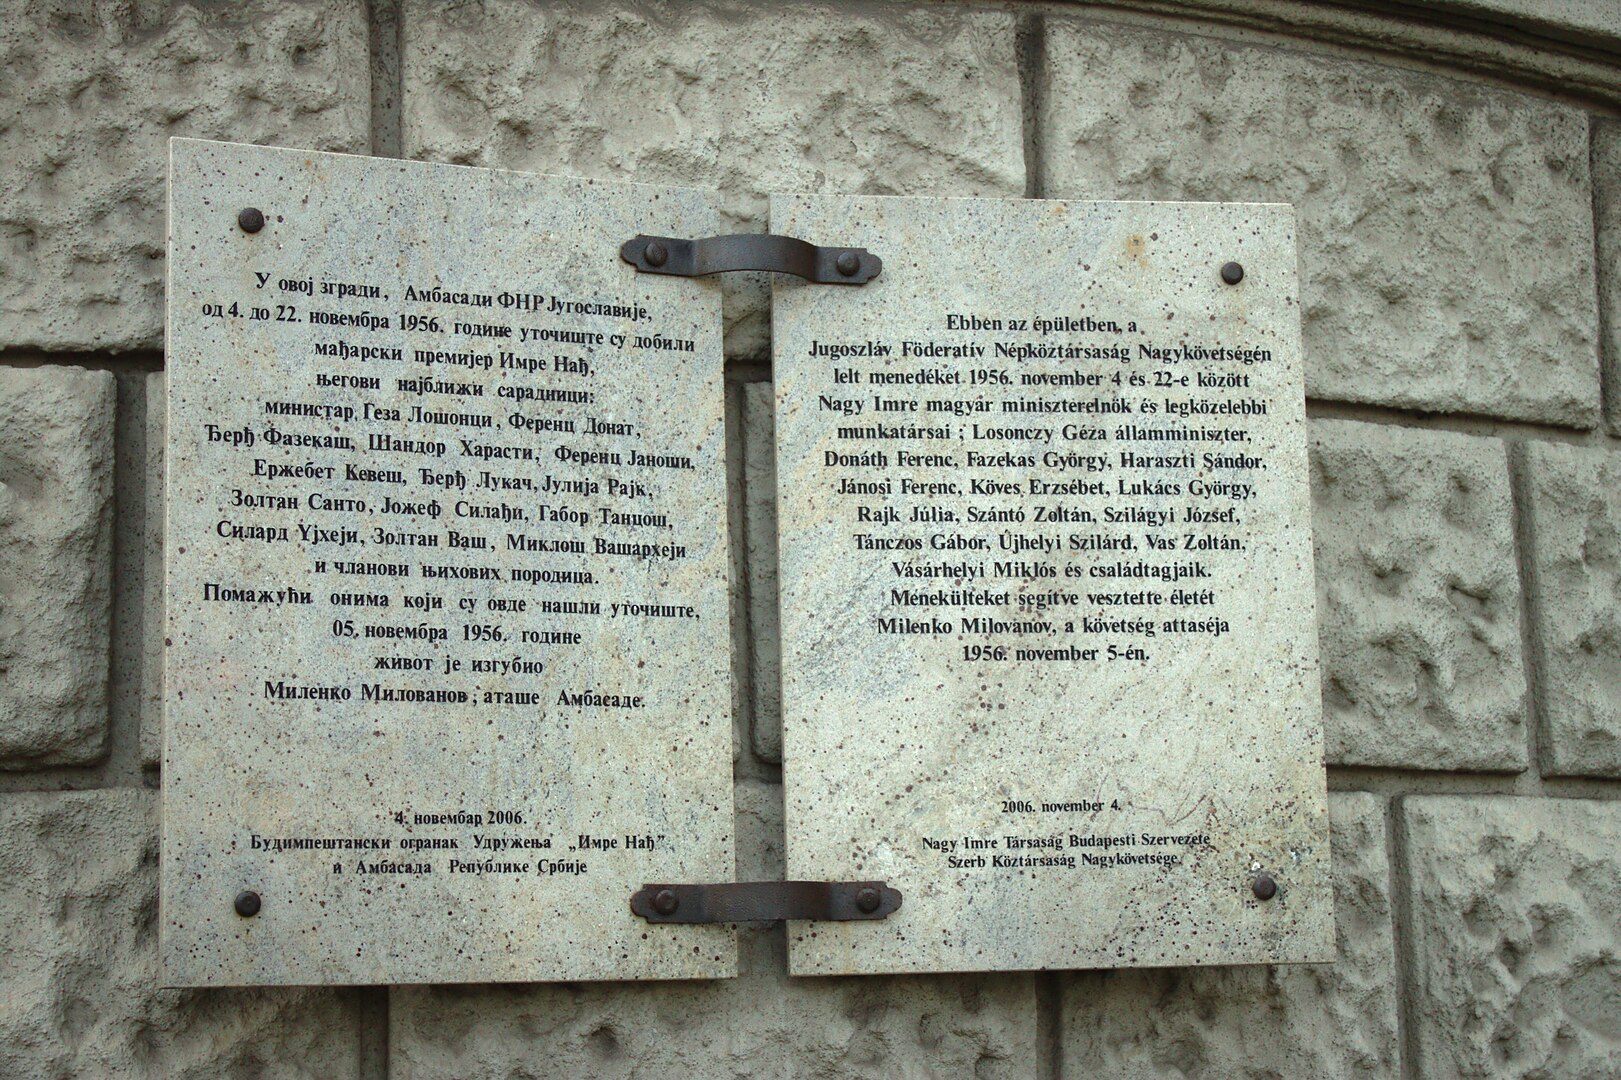 У овој згради, Амбасади ФНР Југославије,
од 4. до 22. новембра 1956. године уточиште су добили
мађарски премијер Имре Нађ,
његови најближи сарадници:
министар Геза Лошонци, Ференц Донат,
Ђерђ Фазекаш, Шандор Харасти, Ференц Јаноши,
Ержебет Кевеш, Ђерђ Лукач, Јулија Рајк,
Золтан Санто, Јожеф Силађи, Габор Танцош,
Силард Ујхеји, Золтан Ваш, Миклош Вашархеји
и чланови њихових породица.
Помажући онима који су овде нашли уточиште,
05. новембра 1956. године
живот је изгубио
Миленко Милованов, аташе Амбасаде.
4. новембар 2006.
Будимпештански огранак Удружења „Имре Нађ”
и Амбасада Републике Србије
Ebben az épületben, a
Jugoszláv Föderatív Népköztársaság Nagykövetségén
lelt menedéket 1956. november 4 és 22-e között
Nagy Imre magyar miniszterelnök és legközelebbi
munkatársai ; Losonczy Géza államminiszter,
Donáth Ferenc, Fazekas György, Haraszti Sándor,
Jánosi Ferenc, Köves Erzsébet, Lukács György,
Rajk Júlia, Szántó Zoltán, Szilágyi József,
Tánczos Gábor, Újhelyi Szilárd, Vas Zoltán,
Vásárhelyi Miklós és családtagjaik.
Menekülteket segítve vesztette életét
Milenko Milovanov, a követség attaséja
1956. november 5-én.
2006. november 4.
Nagy Imre Társaság Budapesti Szervezete
Szerb Köztársaság Nagykövetsége.